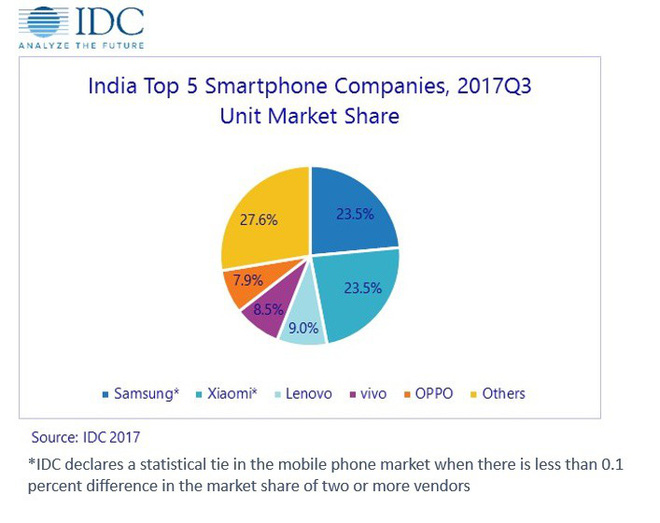 IDC
ANALYZE THE FUTURE
India Top 5 Smartphone Companies, 2017Q3
Unit Market Share
27.6%
23.5%
7.9%
8.5%
23.5%
9.0%
Samsung* Xiaomi* Lenovo vivo OPPO Others
Source: IDC 2017
*IDC declares a statistical tie in the mobile phone market when there is less than 0.1
percent difference in the market share of two or more vendors